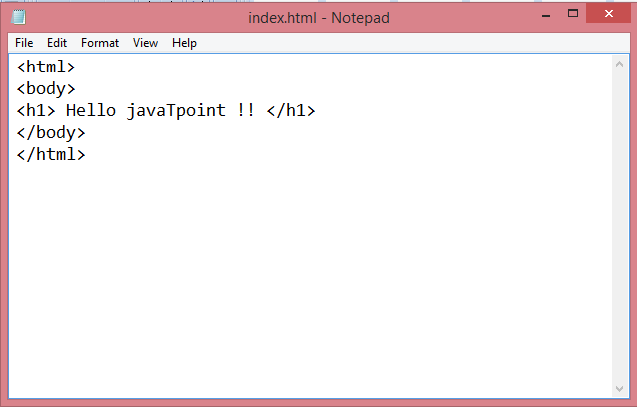 index.html - Notepad
File Edit Format View Help
<html>
<body>
<h1> Hello javaTpoint !! </h1>
</body>
</html>